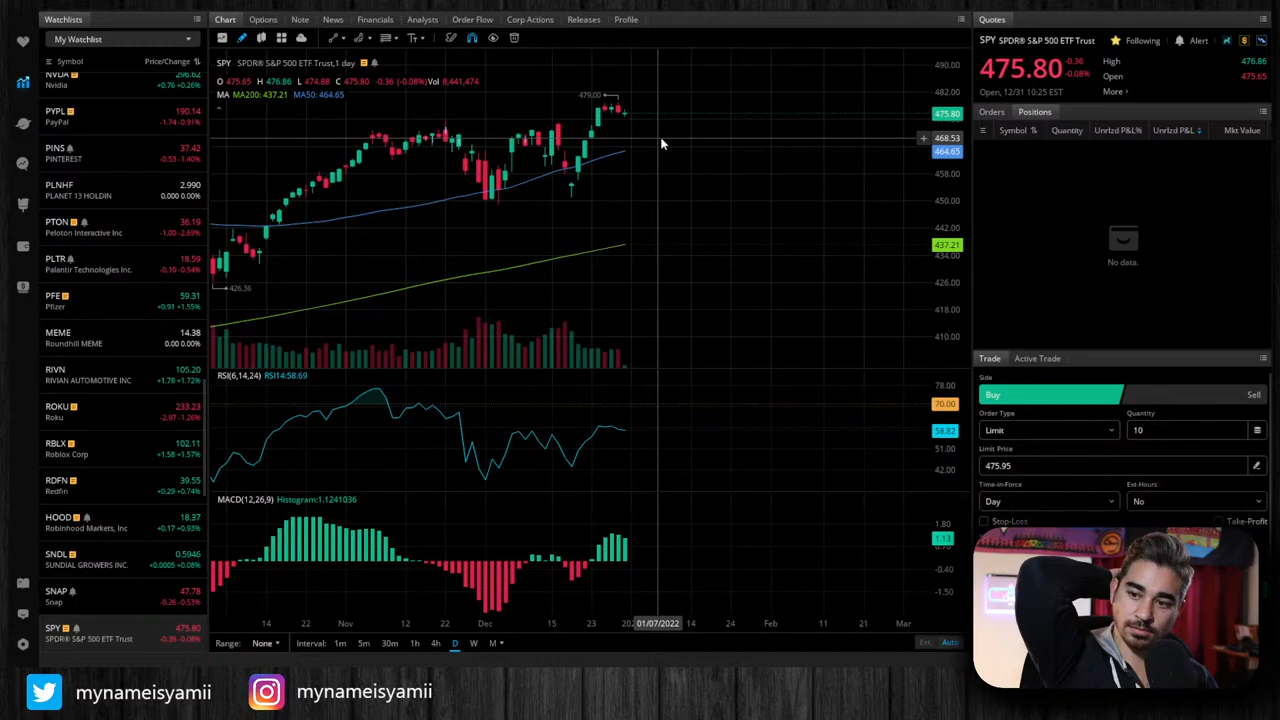 Watchlists
My Watchlist
Symbol Price/Change
NVDA 296.62
Nvidia +0.76 +0.26%
PYPL 190.14
PayPal -1.74 -0.91%
PINS 37.42
PINTEREST -0.53 -1.40%
PLNHF 2.990
PLANET 13 HOLDIN 0.000 0.00%
PTON 36.19
Peloton Interactive Inc -1.00 -2.69%
PLTR 18.59
Palantir Technologies Inc. -0.10 -0.54%
PFE 59.31
Pfizer +0.91 +1.55%
MEME 14.38
Roundhill MEME 0.00 0.00%
RIVN 105.20
RIVIAN AUTOMOTIVE INC +1.78 +1.72%
ROKU 233.23
Roku -2.97 -1.26%
RBLX 102.11
Roblox Corp +1.58 +1.57%
RDFN 39.55
Redfin +0.29 +0.74%
HOOD 18.37
Robinhood Markets, Inc +0.17 +0.93%
SNDL 0.5946
SUNDIAL GROWERS INC. +0.0005 +0.08%
SNAP 47.78
Snap -0.26 -0.53%
SPY 475.80
SPDR® S&P 500 ETF Trust -0.36 -0.08%
Chart Options Note News Financials Analysts Order Flow Corp Actions Releases Profile
SPY SPDR® S&P 500 ETF Trust,1 day
O 475.65 H 476.86 L 474.88 C 475.80 -0.36 (-0.08%) Vol 8,441,474
MA MA200: 437.21 MA50: 464.65
479.00
426.36
490.00
482.00
475.80
468.53
464.65
458.00
450.00
442.00
437.21
434.00
426.00
418.00
410.00
RSI(6,14,24) RSI14:58.69
78.00
70.00
58.82
51.00
42.00
MACD(12,26,9) Histogram:1.1241036
1.80
1.13
0.70
-0.40
-1.50
14 22 Nov 12 22 Dec 15 23 01/07/2022 14 24 Feb 11 21 Mar
Range: None Interval: 1m 5m 30m 1h 4h D W M
Ext. Auto
Quotes
SPY SPDR® S&P 500 ETF Trust Following Alert
475.80 -0.36 -0.08%
High 476.86
Open 475.65
Open, 12/31 10:25 EST More >
Orders Positions
Symbol Quantity Unrlzd P&L% Unrlzd P&L Mkt Value
No data.
Trade Active Trade
Side
Buy Sell
Order Type Quantity
Limit 10
Limit Price
475.95
Time-in-Force Ext-Hours
Day No
Stop-Loss Take-Profit
mynameisyamii mynameisyamii